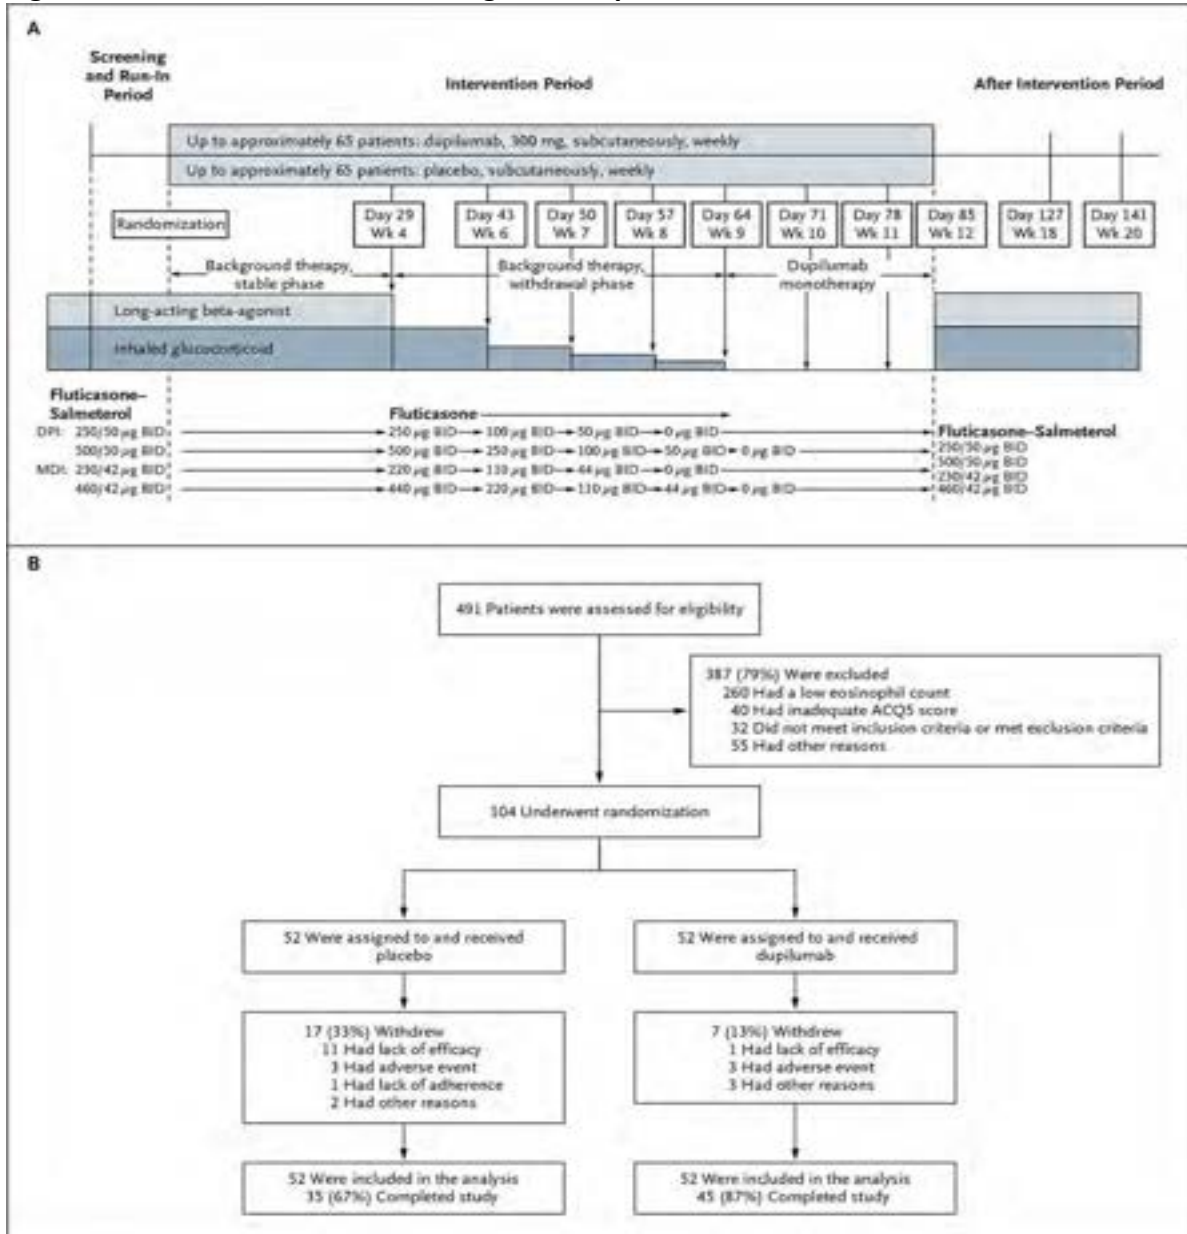 A
Screening
and Run-In
Period
Intervention Period
After Intervention Period
Up to approximately 65 patients: dupilumab, 300 mg, subcutaneously, weekly
Up to approximately 65 patients: placebo, subcutaneously, weekly
Randomization
Day 29
Wk 4
Day 43
Wk 6
Day 50
Wk 7
Day 57
Wk 8
Day 64
Wk 9
Day 71
Wk 10
Day 78
Wk 11
Day 85
Wk 12
Day 127
Wk 18
Day 141
Wk 20
Background therapy,
stable phase
Background therapy,
withdrawal phase
Dupilumab
monotherapy
Long-acting beta-agonist
Inhaled glucocorticoid
Fluticasone–
Salmeterol
Fluticasone
DPI: 250/50 µg BID 250 µg BID 100 µg BID 50 µg BID 0 µg BID
500/50 µg BID 500 µg BID 250 µg BID 100 µg BID 50 µg BID 0 µg BID
MDI: 230/42 µg BID 220 µg BID 110 µg BID 44 µg BID 0 µg BID
460/42 µg BID 440 µg BID 220 µg BID 110 µg BID 44 µg BID 0 µg BID
Fluticasone–Salmeterol
250/50 µg BID
500/50 µg BID
230/42 µg BID
460/42 µg BID
B
491 Patients were assessed for eligibility
387 (79%) Were excluded
260 Had a low eosinophil count
40 Had inadequate ACQ5 score
32 Did not meet inclusion criteria or met exclusion criteria
55 Had other reasons
104 Underwent randomization
52 Were assigned to and received
placebo
52 Were assigned to and received
dupilumab
17 (33%) Withdrew
11 Had lack of efficacy
3 Had adverse event
1 Had lack of adherence
2 Had other reasons
7 (13%) Withdrew
1 Had lack of efficacy
3 Had adverse event
3 Had other reasons
52 Were included in the analysis
35 (67%) Completed study
52 Were included in the analysis
45 (87%) Completed study